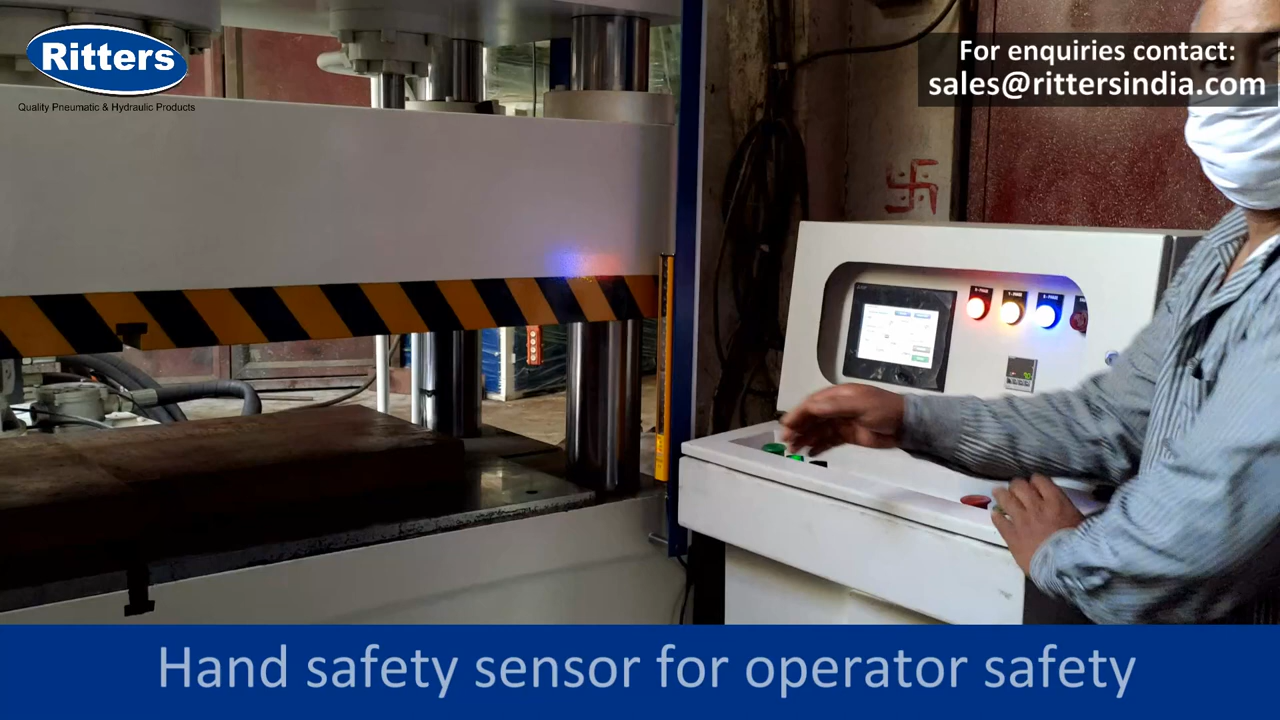 Ritters
Quality Pneumatic & Hydraulic Products
For enquiries contact:
sales@rittersindia.com
Hand safety sensor for operator safety